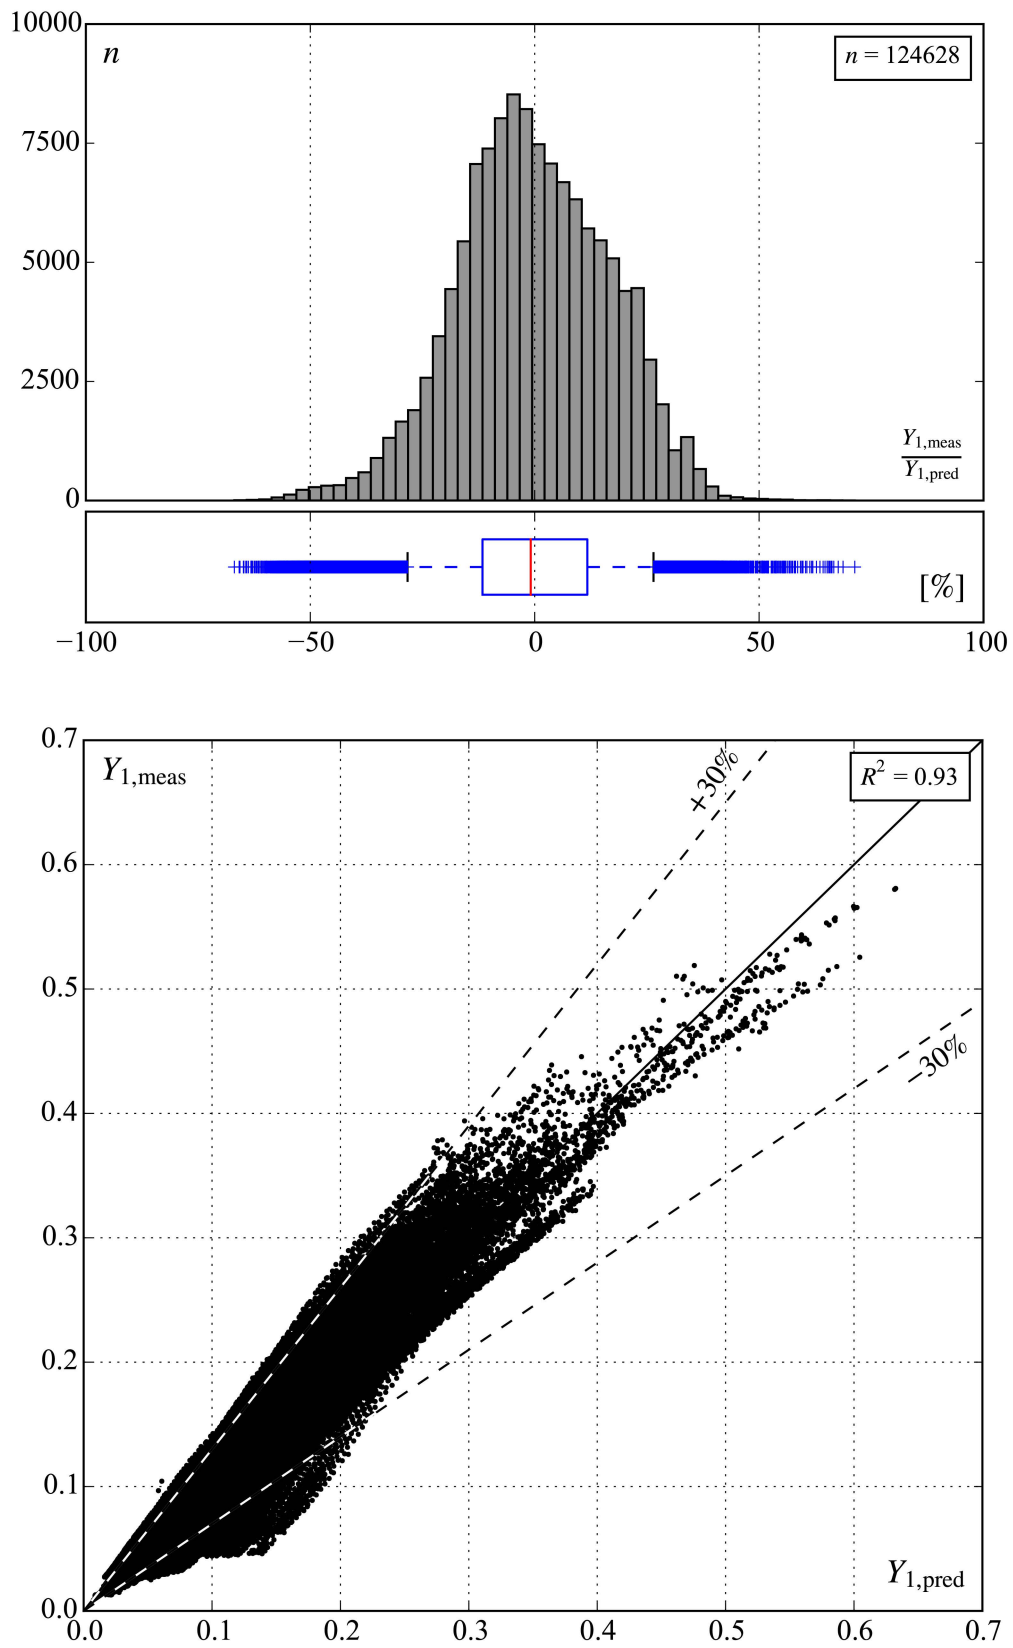 10000
n
n = 124628
7500
5000
2500
Y1,meas
Y1,pred
0
[%]
−100 −50 0 50 100
0.7
Y1,meas
+30%
R² = 0.93
0.6
0.5
−30%
0.4
0.3
0.2
0.1
Y1,pred
0.0
0.0 0.1 0.2 0.3 0.4 0.5 0.6 0.7